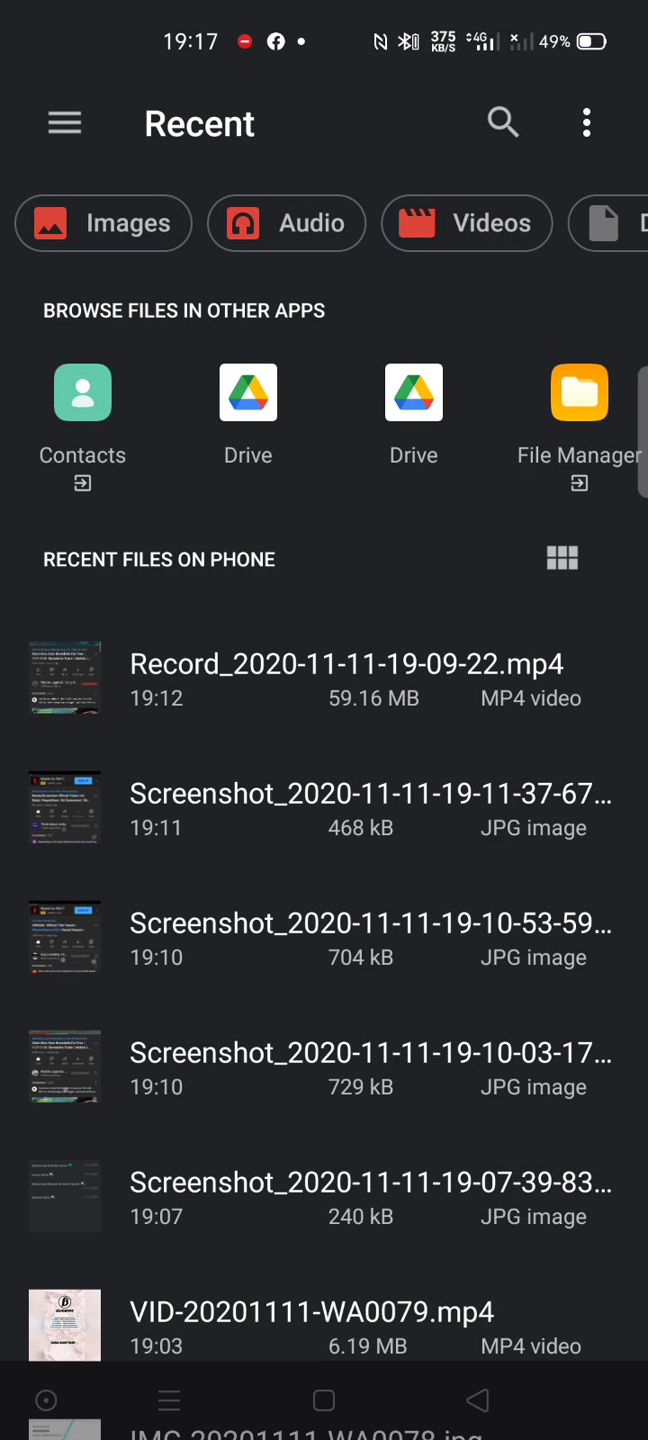 19:17
375
KB/S
4G
49%
Recent
Images
Audio
Videos
BROWSE FILES IN OTHER APPS
Contacts
Drive
Drive
File Manager
RECENT FILES ON PHONE
Record_2020-11-11-19-09-22.mp4
19:12 59.16 MB MP4 video
Screenshot_2020-11-11-19-11-37-67...
19:11 468 kB JPG image
Screenshot_2020-11-11-19-10-53-59...
19:10 704 kB JPG image
Screenshot_2020-11-11-19-10-03-17...
19:10 729 kB JPG image
Screenshot_2020-11-11-19-07-39-83...
19:07 240 kB JPG image
VID-20201111-WA0079.mp4
19:03 6.19 MB MP4 video
IMG-20201111-WA0078.jpg